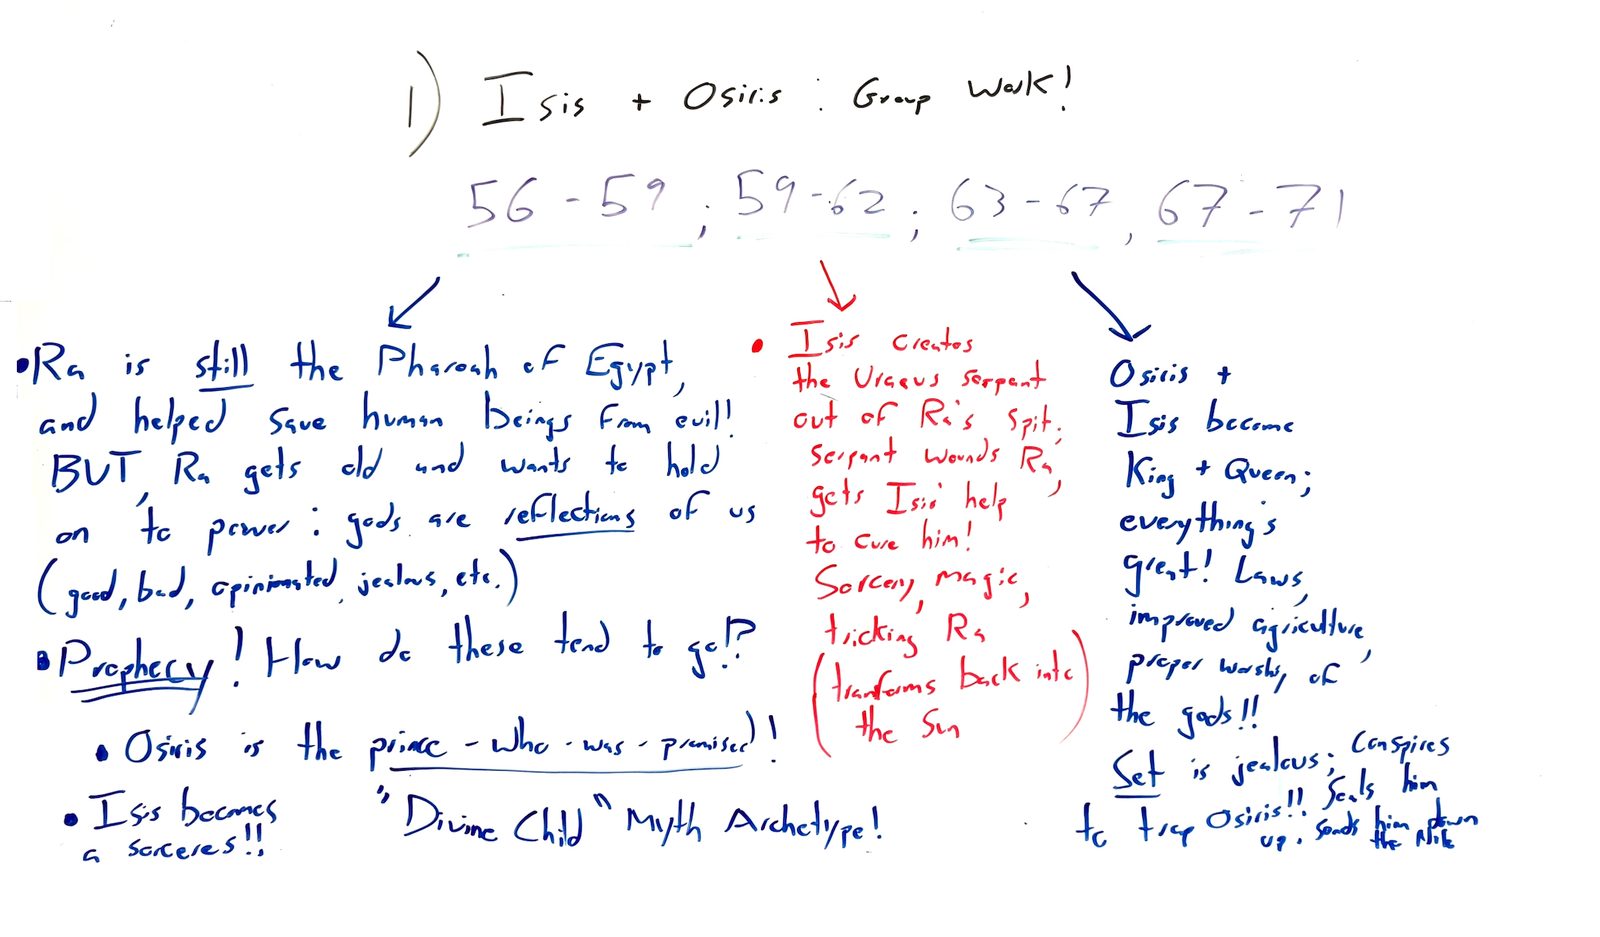 1) Isis + Osiris : Group Work!
56-59 ; 59-62 ; 63-67, 67-71
• Ra is still the Pharoah of Egypt,
and helped save human beings from evil!
BUT, Ra gets old and wants to hold
on to power: gods are reflections of us
(good, bad, opinionated, jealous, etc.)
• Prophecy! How do these tend to go!?
• Osiris is the prince-who-was-promised!
• Isis becomes
a sorceres!!
"Divine Child" Myth Archetype!
• Isis creates
the Uraeus serpent
out of Ra's spit.
Serpant wounds Ra,
gets Isis' help
to cure him!
Sorcery, magic,
tricking Ra
(tranforms back into
the Sun)
Osiris +
Isis become
King + Queen;
everything's
great! Laws,
improved agriculture,
proper worship of
the gods!!
Set is jealous; conspires
to trap Osiris!! Seals him
up, sends him down
the Nile